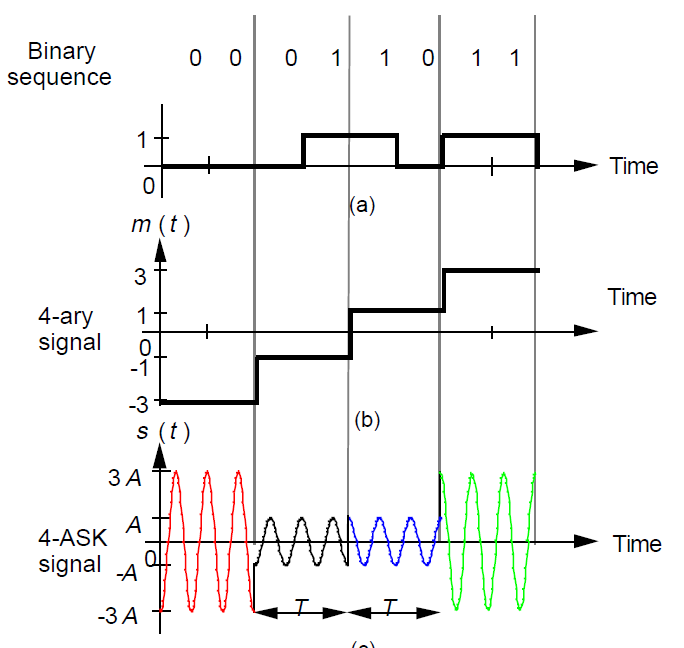 Binary
sequence
0 0 0 1 1 0 1 1
1
0
Time
(a)
m ( t )
3
1
0
-1
-3
4-ary
signal
Time
(b)
s ( t )
3 A
A
0
-A
-3 A
4-ASK
signal
Time
T T
(c)